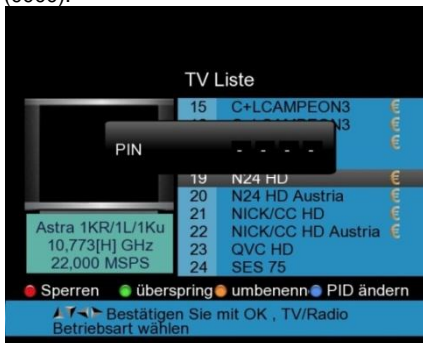 (0000).
TV Liste
15 C+LCAMPEON3 €
N3 €
€
PIN - - - -
19 N24 HD €
20 N24 HD Austria €
21 NICK/CC HD €
22 NICK/CC HD Austria €
23 QVC HD
24 SES 75
Astra 1KR/1L/1Ku
10,773[H] GHz
22,000 MSPS
Sperren überspring umbenenn PID ändern
Bestätigen Sie mit OK , TV/Radio
Betriebsart wählen